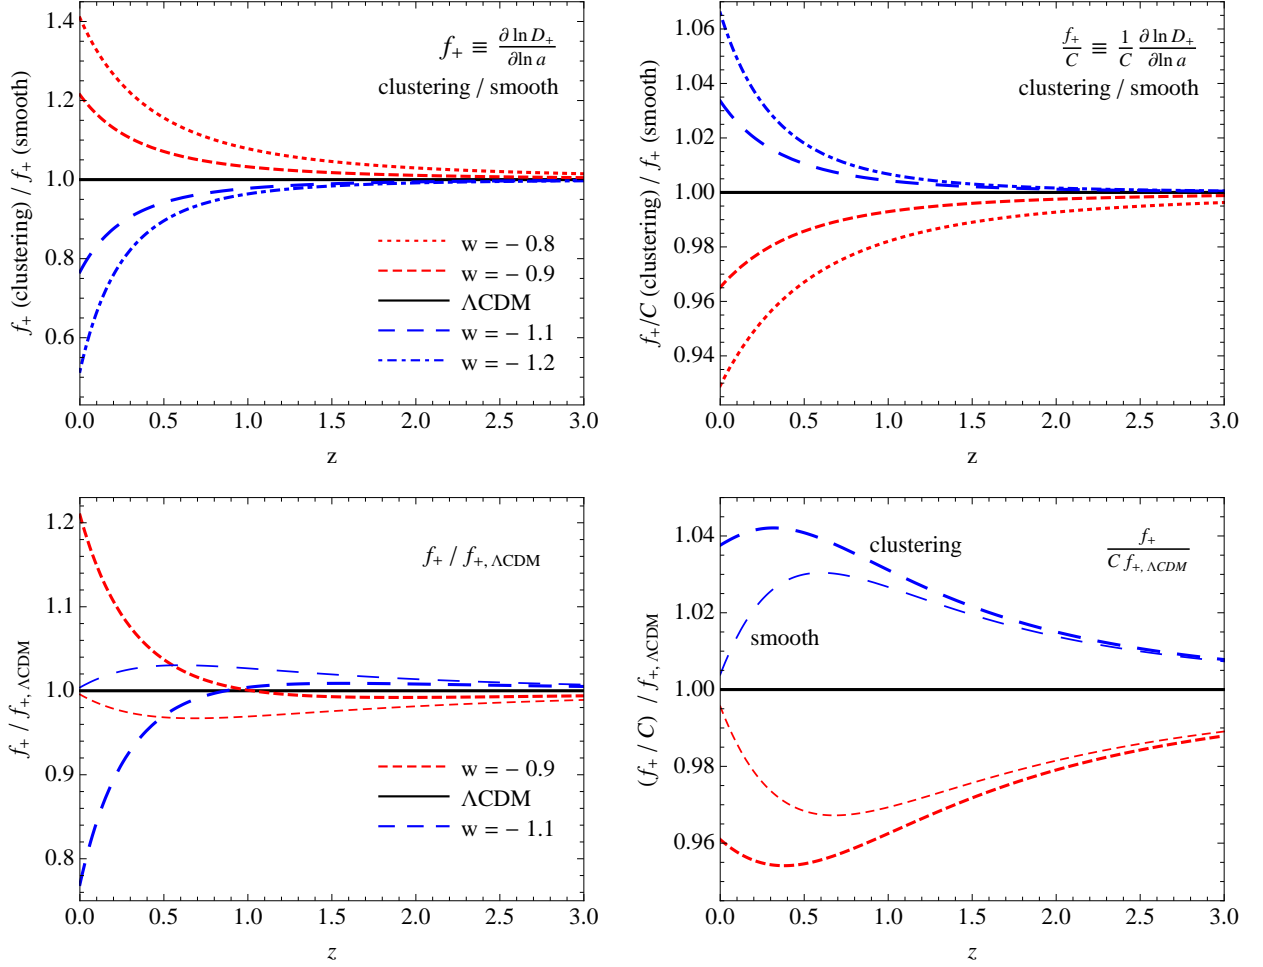 f₊ (clustering) / f₊ (smooth)
1.4
1.2
1.0
0.8
0.6
f₊ ≡ ∂ ln D₊ / ∂ln a
clustering / smooth
w = − 0.8
w = − 0.9
ΛCDM
w = − 1.1
w = − 1.2
0.0 0.5 1.0 1.5 2.0 2.5 3.0
z
f₊/C (clustering) / f₊ (smooth)
1.06
1.04
1.02
1.00
0.98
0.96
0.94
f₊ / C ≡ 1 / C ∂ ln D₊ / ∂ln a
clustering / smooth
0.0 0.5 1.0 1.5 2.0 2.5 3.0
z
f₊ / f₊, ΛCDM
1.2
1.1
1.0
0.9
0.8
f₊ / f₊, ΛCDM
w = − 0.9
ΛCDM
w = − 1.1
0.0 0.5 1.0 1.5 2.0 2.5 3.0
z
(f₊ / C) / f₊, ΛCDM
1.04
1.02
1.00
0.98
0.96
clustering
smooth
f₊ / C f₊, ΛCDM
0.0 0.5 1.0 1.5 2.0 2.5 3.0
z